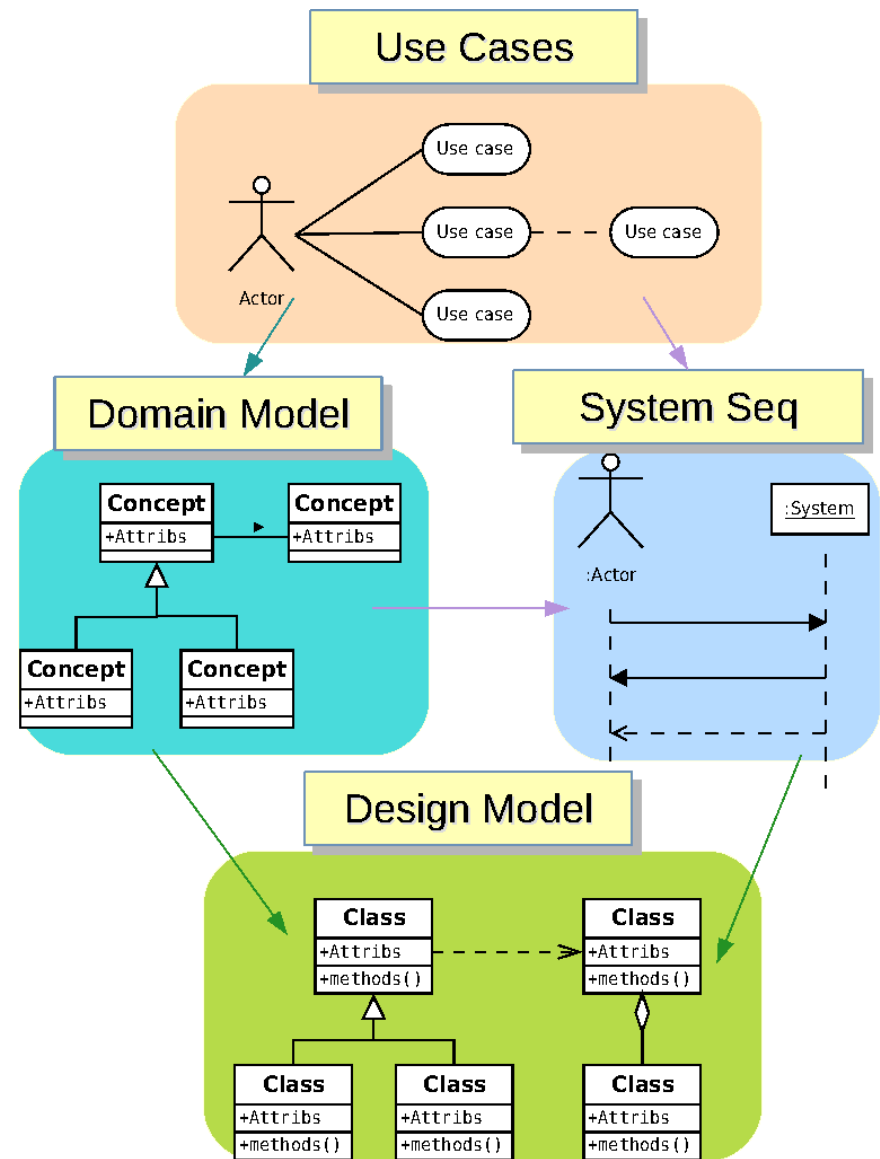 Use Cases
Use case
Use case
Use case
Actor
Use case
Domain Model
System Seq
Concept
+Attribs
Concept
+Attribs
Concept
+Attribs
Concept
+Attribs
:System
:Actor
Design Model
Class
+Attribs
+methods()
Class
+Attribs
+methods()
Class
+Attribs
+methods()
Class
+Attribs
+methods()
Class
+Attribs
+methods()